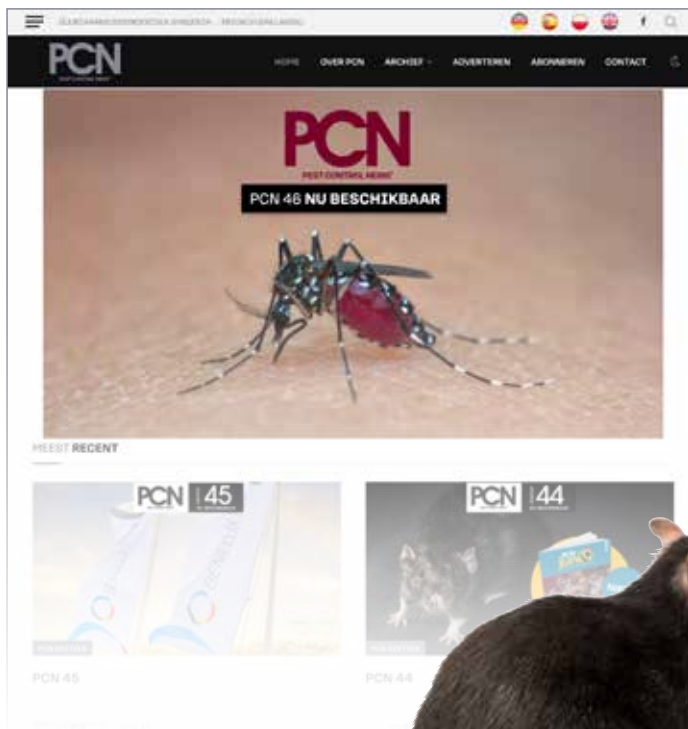 PCN
HOME OVER PCN ARCHIEF ADVERTEREN ABONNEREN CONTACT
PCN
PEST CONTROL NEWS
PCN 46 NU BESCHIKBAAR
MEEST RECENT
PCN 45
PCN 44
PCN 45
PCN 44